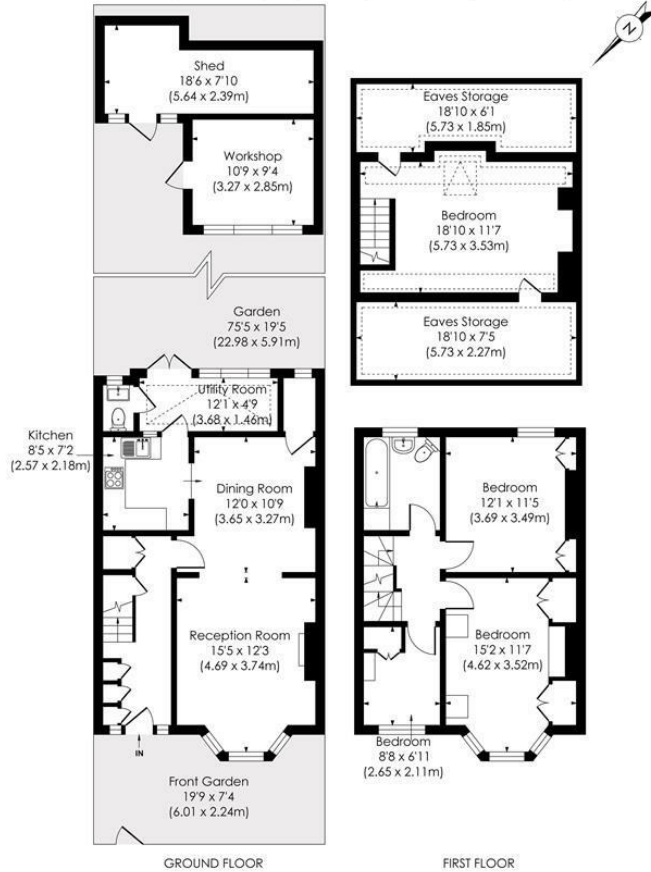 N
Shed
18'6 x 7'10
(5.64 x 2.39m)
Workshop
10'9 x 9'4
(3.27 x 2.85m)
Eaves Storage
18'10 x 6'1
(5.73 x 1.85m)
Bedroom
18'10 x 11'7
(5.73 x 3.53m)
Eaves Storage
18'10 x 7'5
(5.73 x 2.27m)
Garden
75'5 x 19'5
(22.98 x 5.91m)
Utility Room
12'1 x 4'9
(3.68 x 1.46m)
Kitchen
8'5 x 7'2
(2.57 x 2.18m)
Dining Room
12'0 x 10'9
(3.65 x 3.27m)
Reception Room
15'5 x 12'3
(4.69 x 3.74m)
IN
Front Garden
19'9 x 7'4
(6.01 x 2.24m)
Bedroom
12'1 x 11'5
(3.69 x 3.49m)
Bedroom
15'2 x 11'7
(4.62 x 3.52m)
Bedroom
8'8 x 6'11
(2.65 x 2.11m)
GROUND FLOOR
FIRST FLOOR